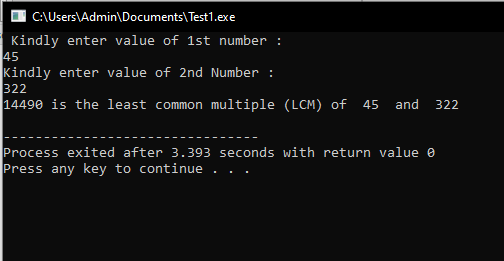 C:\Users\Admin\Documents\Test1.exe
Kindly enter value of 1st number :
45
Kindly enter value of 2nd Number :
322
14490 is the least common multiple (LCM) of  45  and  322
--------------------------------
Process exited after 3.393 seconds with return value 0
Press any key to continue . . .